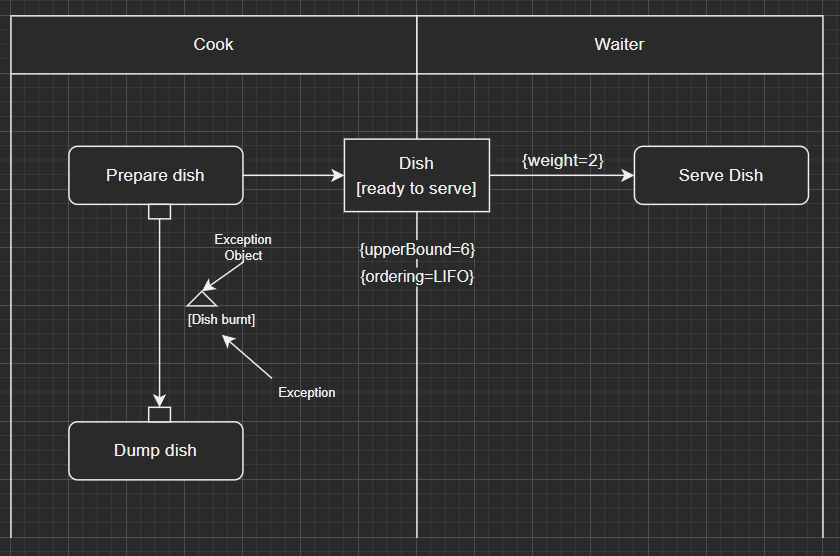 Cook
Waiter
Prepare dish
Dish
[ready to serve]
{weight=2}
Serve Dish
{upperBound=6}
{ordering=LIFO}
Exception
Object
[Dish burnt]
Exception
Dump dish